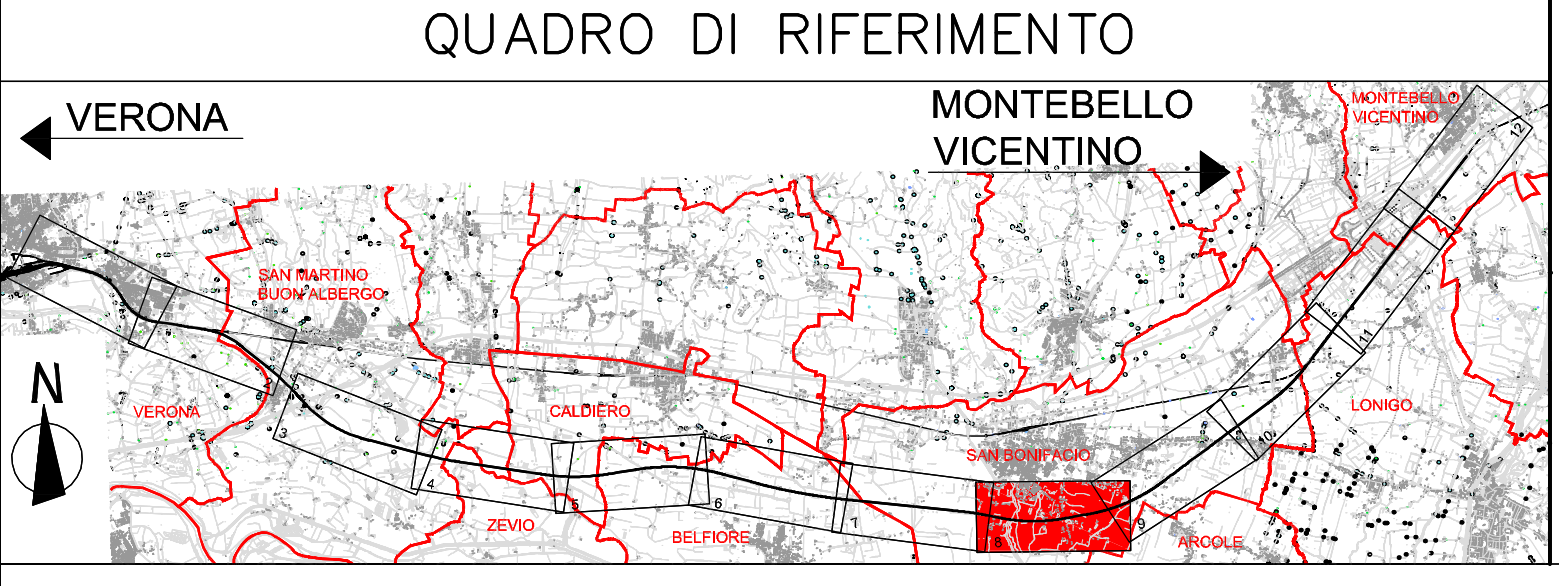 QUADRO DI RIFERIMENTO
VERONA
MONTEBELLO
VICENTINO
MONTEBELLO
VICENTINO
12
SAN MARTINO
BUON ALBERGO
N
VERONA
CALDIERO
LONIGO
11
3
10
SAN BONIFACIO
4
5
6
7
8
9
ZEVIO
BELFIORE
ARCOLE